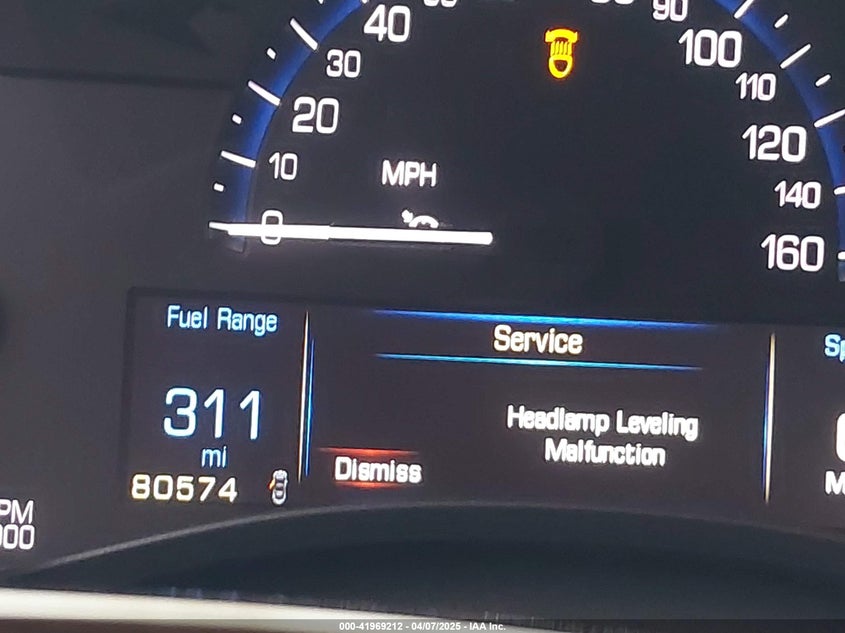 40
90
30
100
110
20
120
10
MPH
140
0
160
Fuel Range
Service
311
Headlamp Leveling
mi
Malfunction
Dismiss
80574
PM
000-41969212 - 04/07/2025 - IAA Inc.